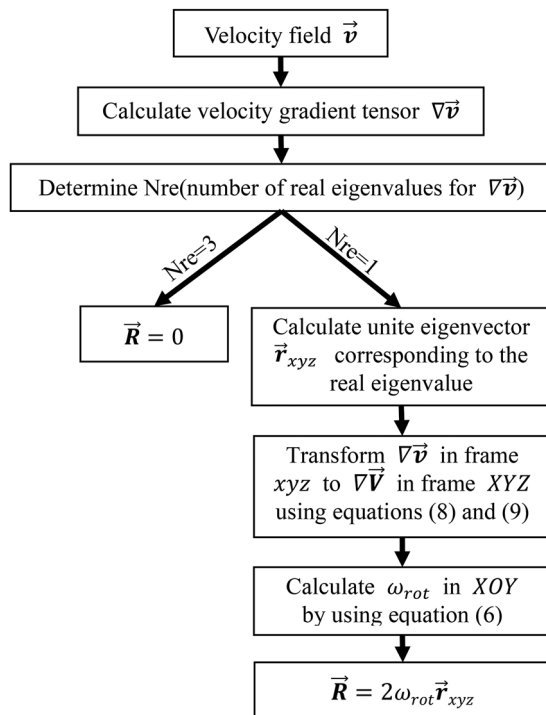 Velocity field v⃗
Calculate velocity gradient tensor ∇v⃗
Determine Nre(number of real eigenvalues for ∇v⃗)
Nre=3
Nre=1
R⃗ = 0
Calculate unite eigenvector
r⃗xyz corresponding to the
real eigenvalue
Transform ∇v⃗ in frame
xyz to ∇V⃗ in frame XYZ
using equations (8) and (9)
Calculate ωrot in XOY
by using equation (6)
R⃗ = 2ωrot r⃗xyz